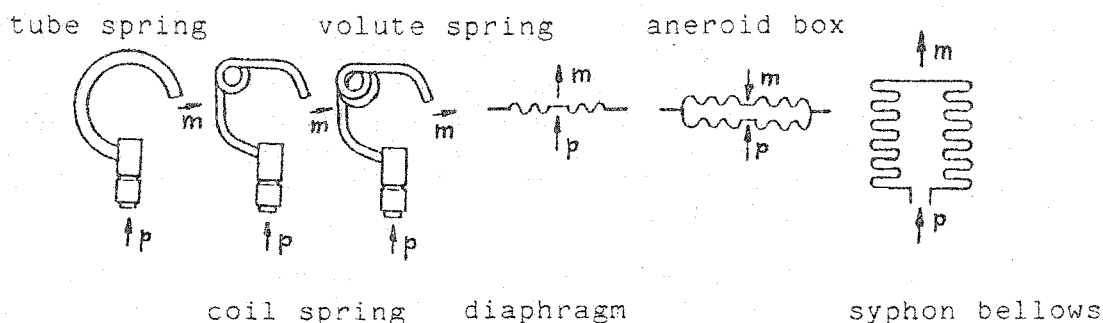 tube spring volute spring aneroid box
m
m m m m m
p p
p p p p
coil spring diaphragm syphon bellows